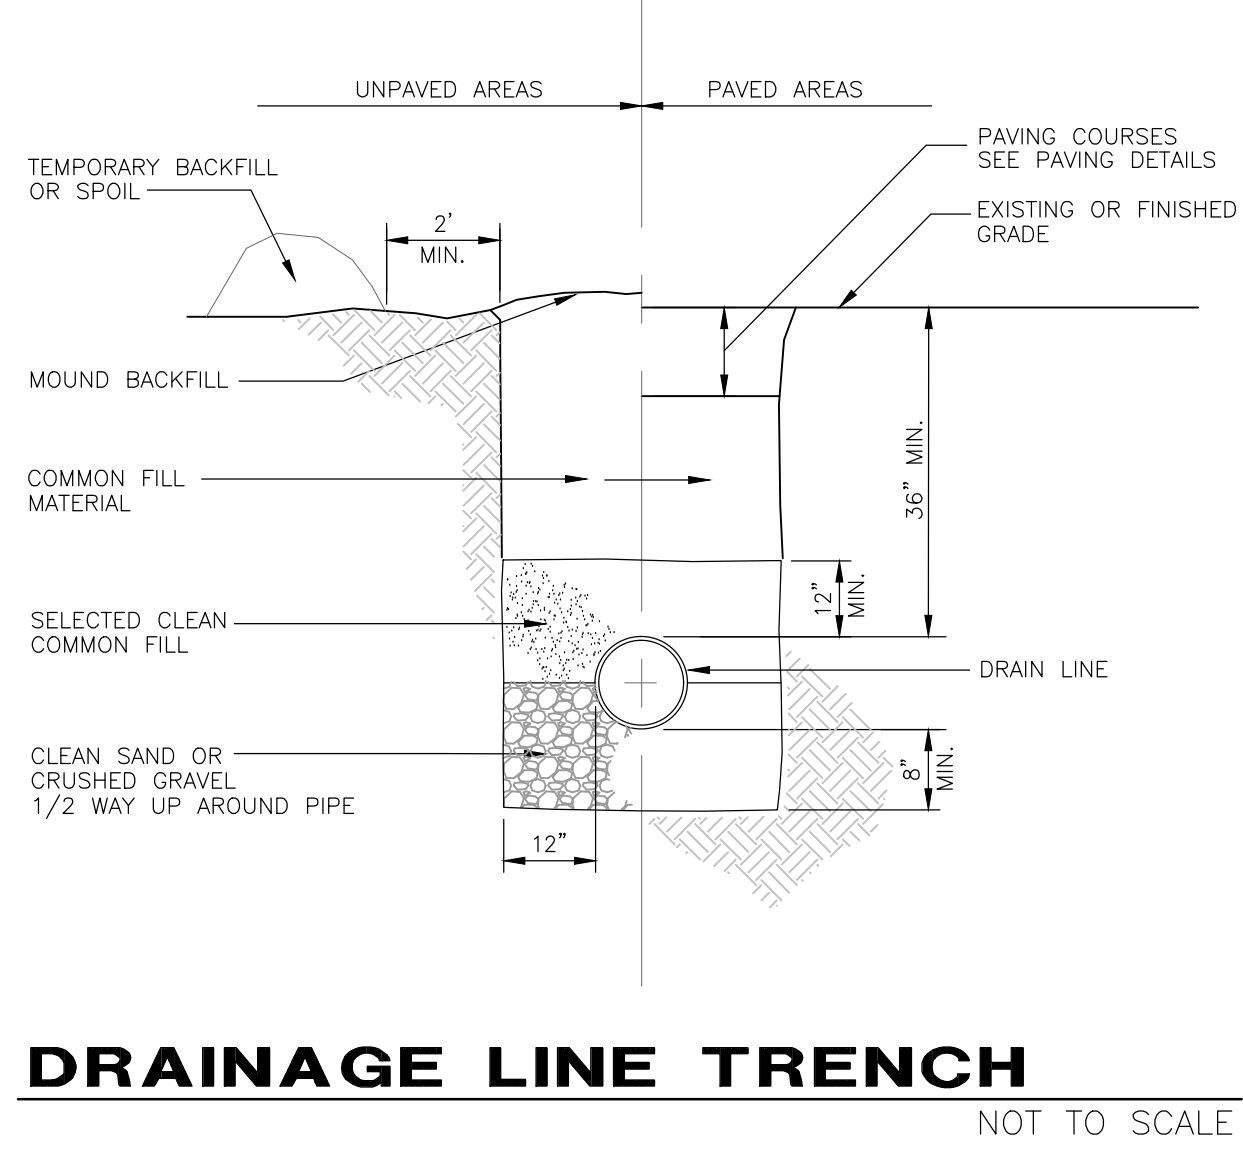 UNPAVED AREAS
PAVED AREAS
PAVING COURSES
SEE PAVING DETAILS
TEMPORARY BACKFILL
OR SPOIL
EXISTING OR FINISHED
GRADE
2'
MIN.
MOUND BACKFILL
36" MIN.
COMMON FILL
MATERIAL
12"
MIN.
SELECTED CLEAN
COMMON FILL
DRAIN LINE
CLEAN SAND OR
CRUSHED GRAVEL
1/2 WAY UP AROUND PIPE
8"
MIN.
12"
DRAINAGE LINE TRENCH
NOT TO SCALE